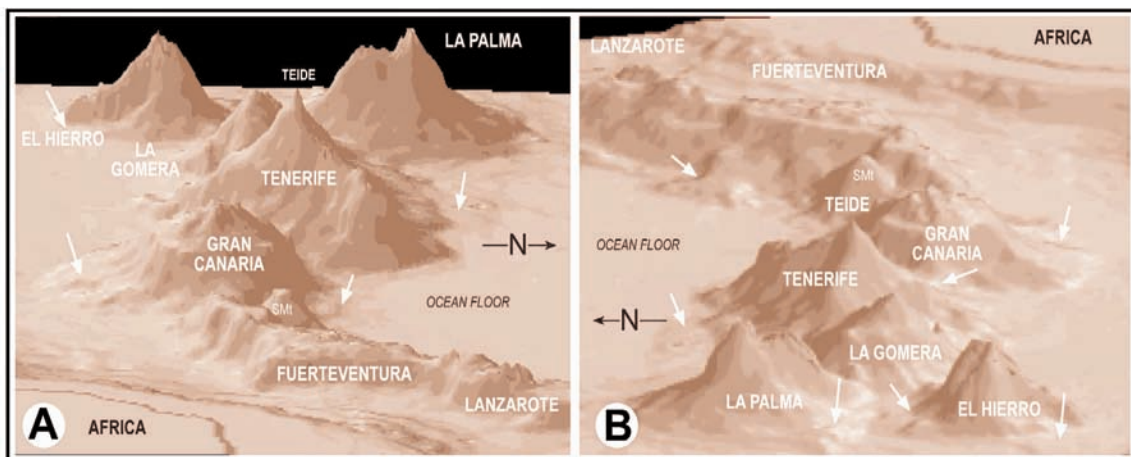 LA PALMA
TEIDE
EL HIERRO
LA
GOMERA
TENERIFE
GRAN
CANARIA
N
OCEAN FLOOR
SMt
FUERTEVENTURA
LANZAROTE
AFRICA
A
LANZAROTE
AFRICA
FUERTEVENTURA
SMt
TEIDE
OCEAN FLOOR
GRAN
CANARIA
TENERIFE
N
LA GOMERA
LA PALMA
EL HIERRO
B